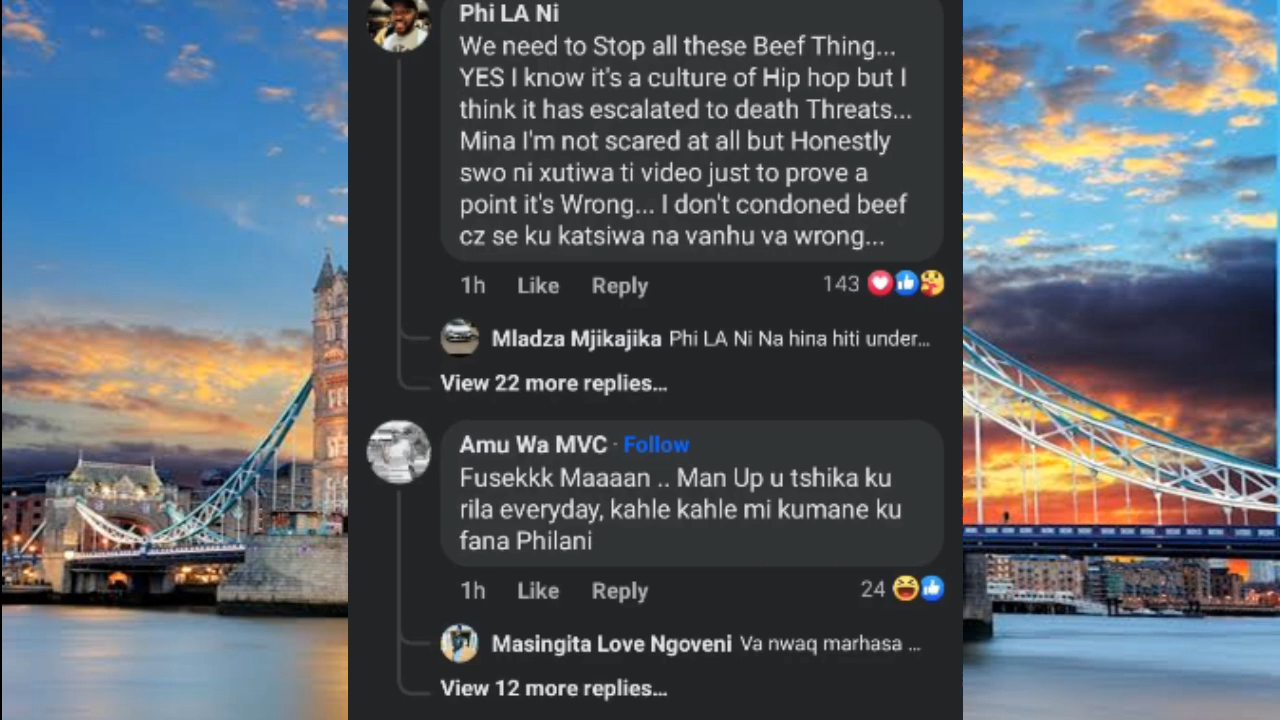 Phi LA Ni
We need to Stop all these Beef Thing...
YES I know it's a culture of Hip hop but I
think it has escalated to death Threats...
Mina I'm not scared at all but Honestly
swo ni xutiwa ti video just to prove a
point it's Wrong... I don't condoned beef
cz se ku katsiwa na vanhu va wrong...
1h Like Reply 143
Mladza Mjikajika Phi LA Ni Na hina hiti under...
View 22 more replies...
Amu Wa MVC · Follow
Fusekkk Maaaan .. Man Up u tshika ku
rila everyday, kahle kahle mi kumane ku
fana Philani
1h Like Reply 24
Masingita Love Ngoveni Va nwaq marhasa ...
View 12 more replies...